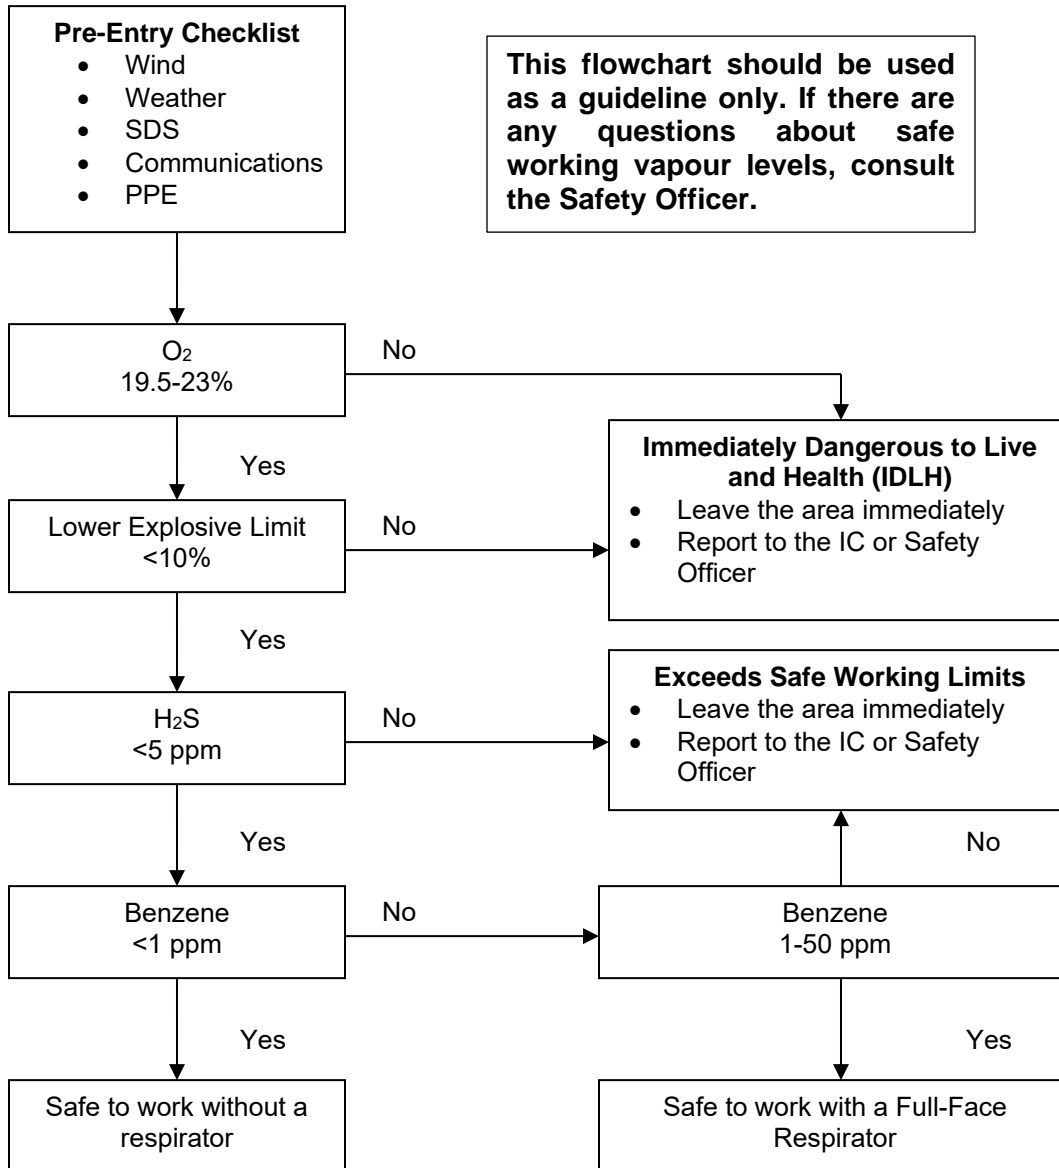 Pre-Entry Checklist
• Wind
• Weather
• SDS
• Communications
• PPE
This flowchart should be used
as a guideline only. If there are
any questions about safe
working vapour levels, consult
the Safety Officer.
O₂
19.5-23%
No
Yes
Immediately Dangerous to Live
and Health (IDLH)
• Leave the area immediately
• Report to the IC or Safety
Officer
Lower Explosive Limit
<10%
No
Yes
H₂S
<5 ppm
No
Exceeds Safe Working Limits
• Leave the area immediately
• Report to the IC or Safety
Officer
Yes
No
Benzene
<1 ppm
No
Benzene
1-50 ppm
Yes
Yes
Safe to work without a
respirator
Safe to work with a Full-Face
Respirator